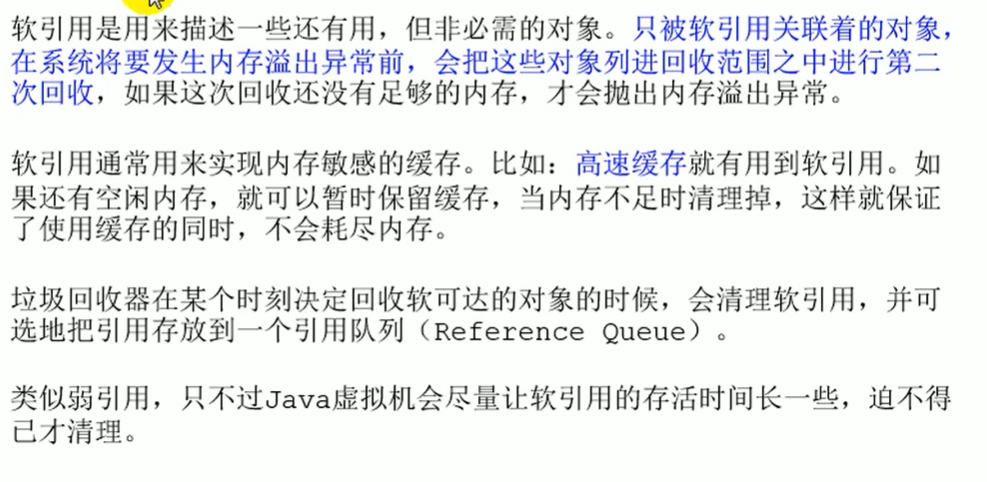 软引用是用来描述一些还有用，但非必需的对象。只被软引用关联着的对象，
在系统将要发生内存溢出异常前，会把这些对象列进回收范围之中进行第二
次回收，如果这次回收还没有足够的内存，才会抛出内存溢出异常。
软引用通常用来实现内存敏感的缓存。比如：高速缓存就有用到软引用。如
果还有空闲内存，就可以暂时保留缓存，当内存不足时清理掉，这样就保证
了使用缓存的同时，不会耗尽内存。
垃圾回收器在某个时刻决定回收软可达的对象的时候，会清理软引用，并可
选地把引用存放到一个引用队列（Reference Queue）。
类似弱引用，只不过Java虚拟机会尽量让软引用的存活时间长一些，迫不得
已才清理。